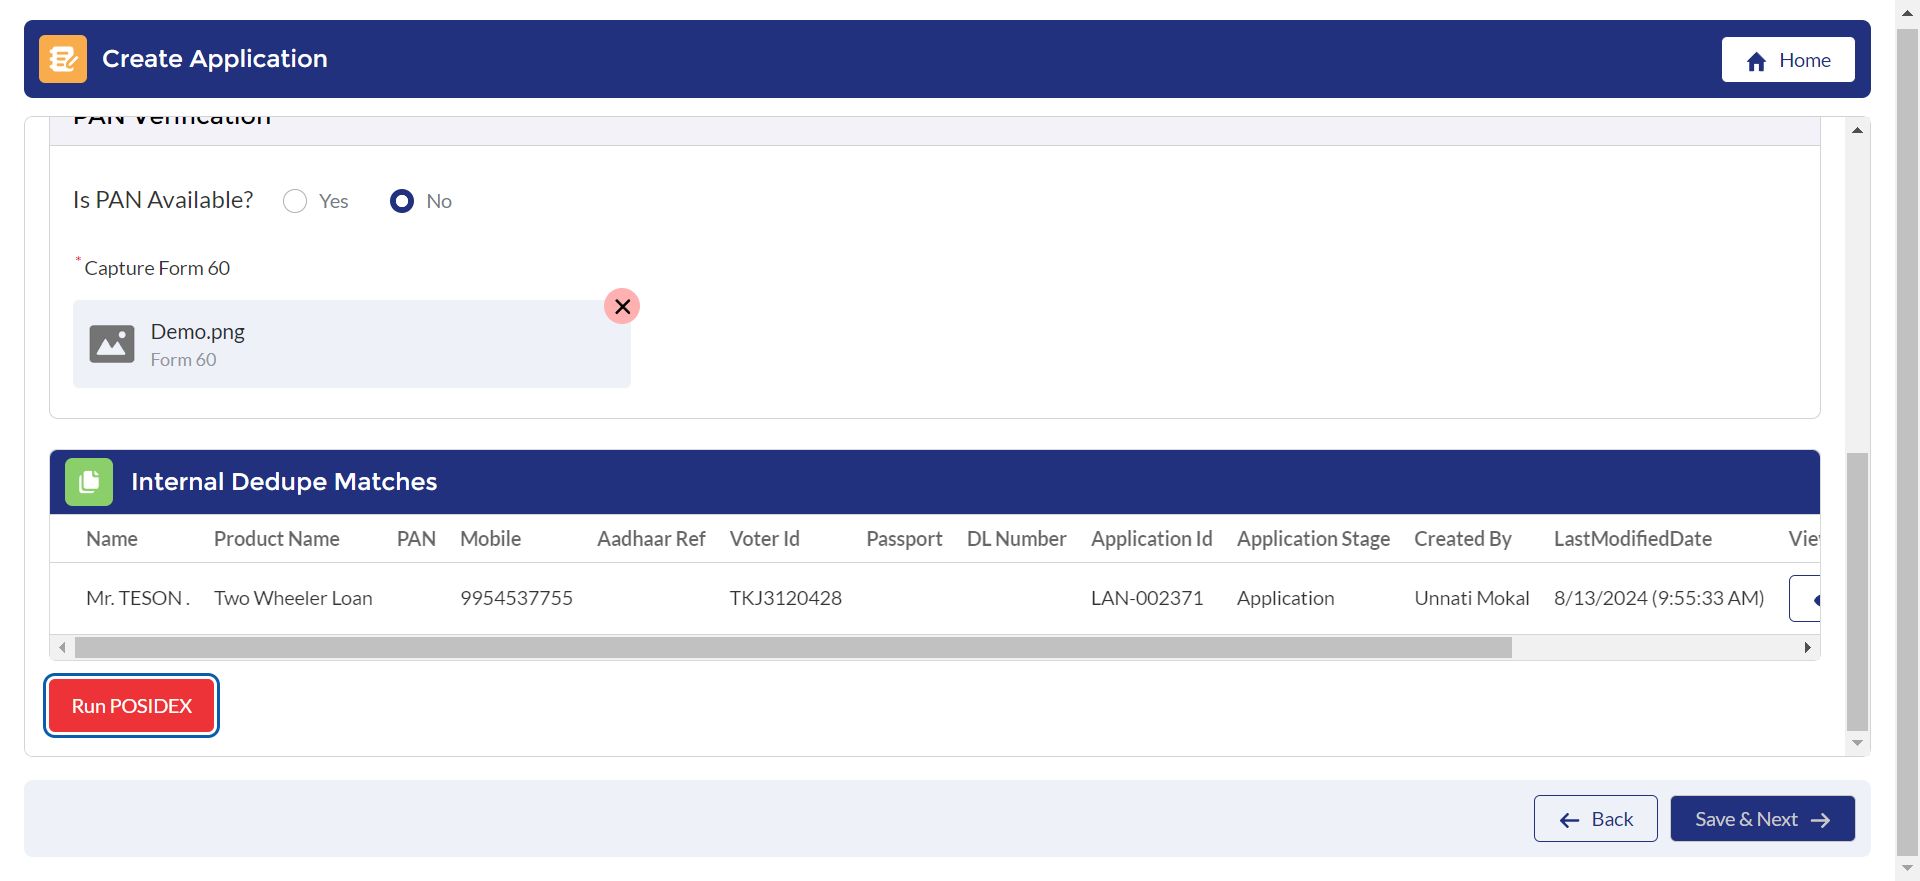 Create Application
Home
PAN Verification
Is PAN Available? Yes No
* Capture Form 60
Demo.png
Form 60
Internal Dedupe Matches
Name Product Name PAN Mobile Aadhaar Ref Voter Id Passport DL Number Application Id Application Stage Created By LastModifiedDate
Mr. TESON . Two Wheeler Loan 9954537755 TKJ3120428 LAN-002371 Application Unnati Mokal 8/13/2024 (9:55:33 AM)
Run POSIDEX
Back Save & Next